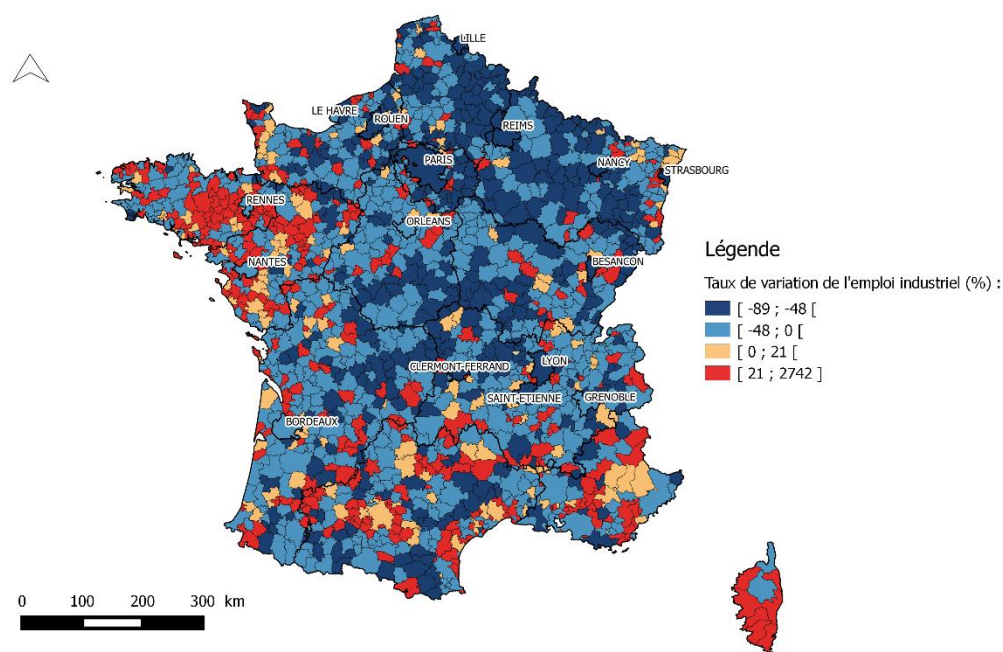 LILLE
LE HAVRE
ROUEN
REIMS
PARIS
NANCY
STRASBOURG
RENNES
ORLEANS
NANTES
BESANCON
Légende
Taux de variation de l'emploi industriel (%) :
[ -89 ; -48 [
[ -48 ; 0 [
[ 0 ; 21 [
[ 21 ; 2742 ]
CLERMONT-FERRAND
LYON
SAINT-ETIENNE
GRENOBLE
BORDEAUX
0 100 200 300 km